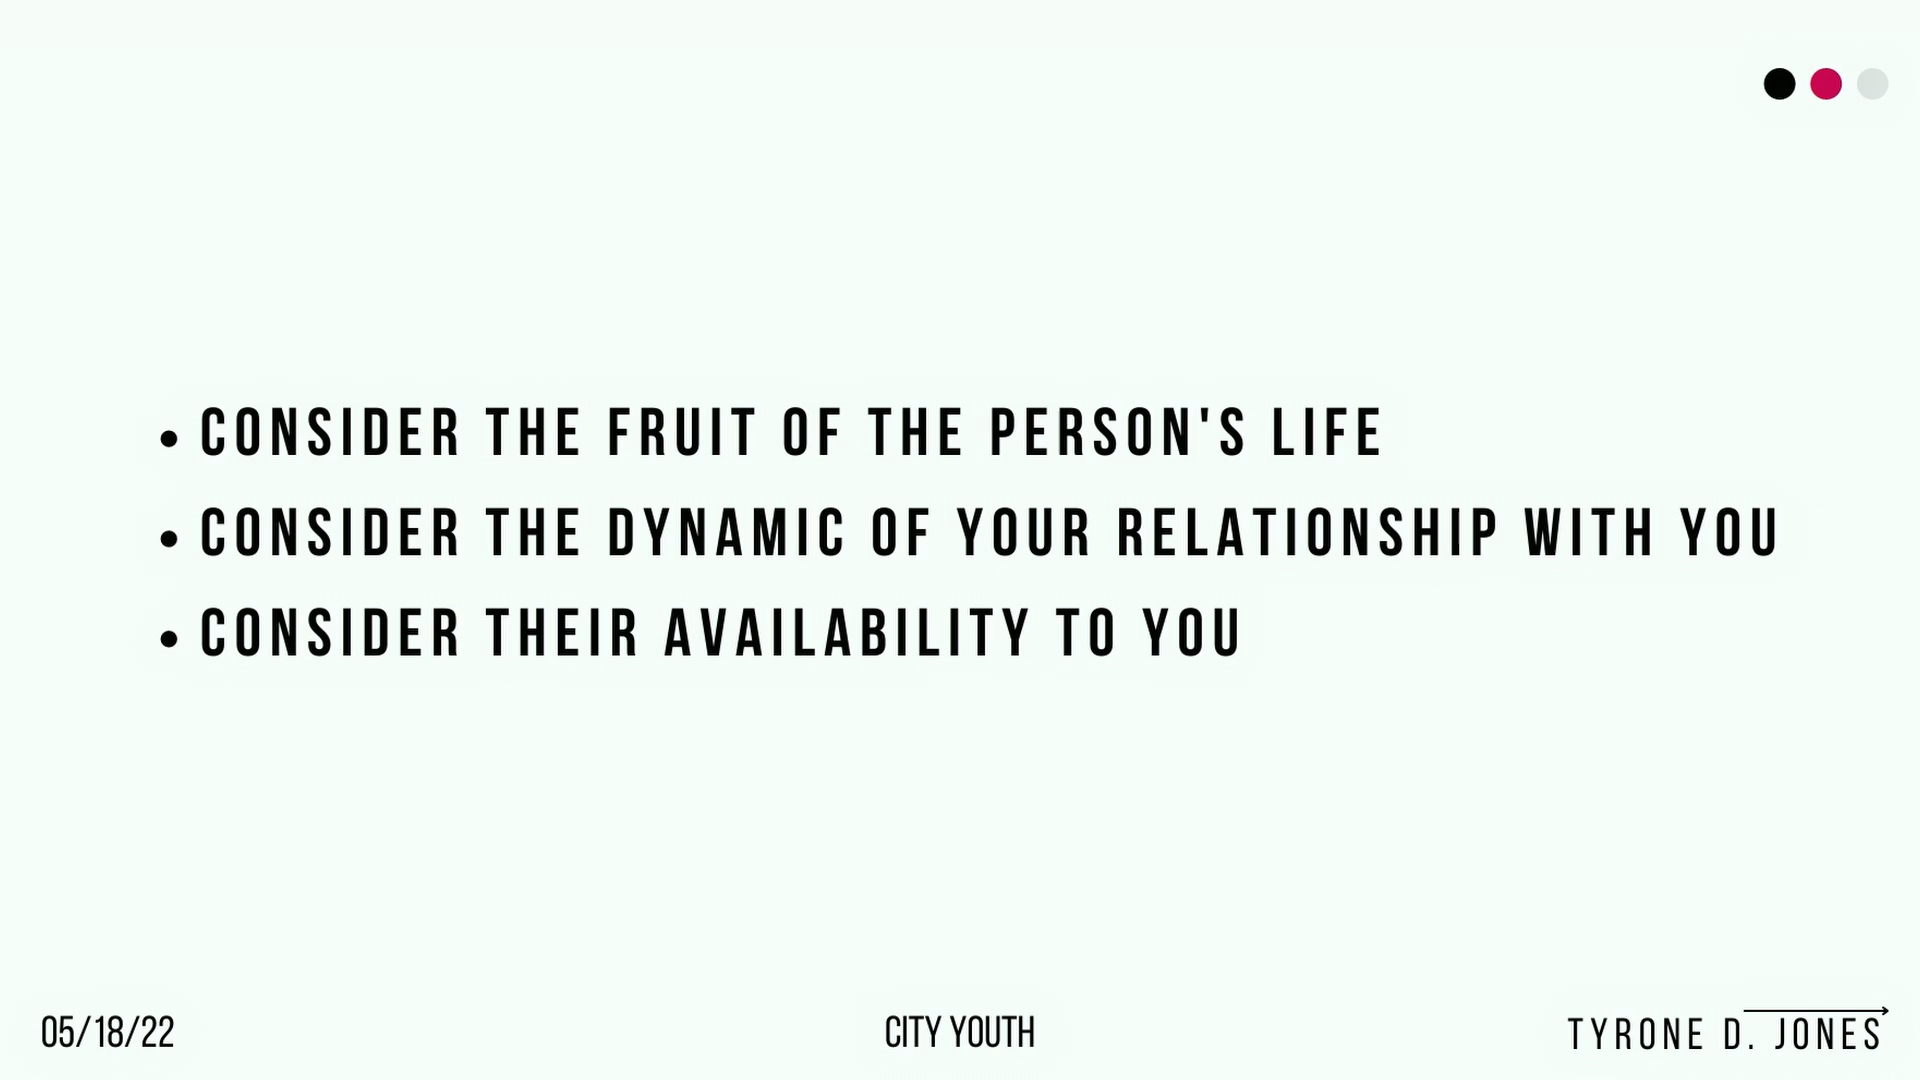 • CONSIDER THE FRUIT OF THE PERSON'S LIFE
• CONSIDER THE DYNAMIC OF YOUR RELATIONSHIP WITH YOU
• CONSIDER THEIR AVAILABILITY TO YOU
05/18/22
CITY YOUTH
TYRONE D. JONES